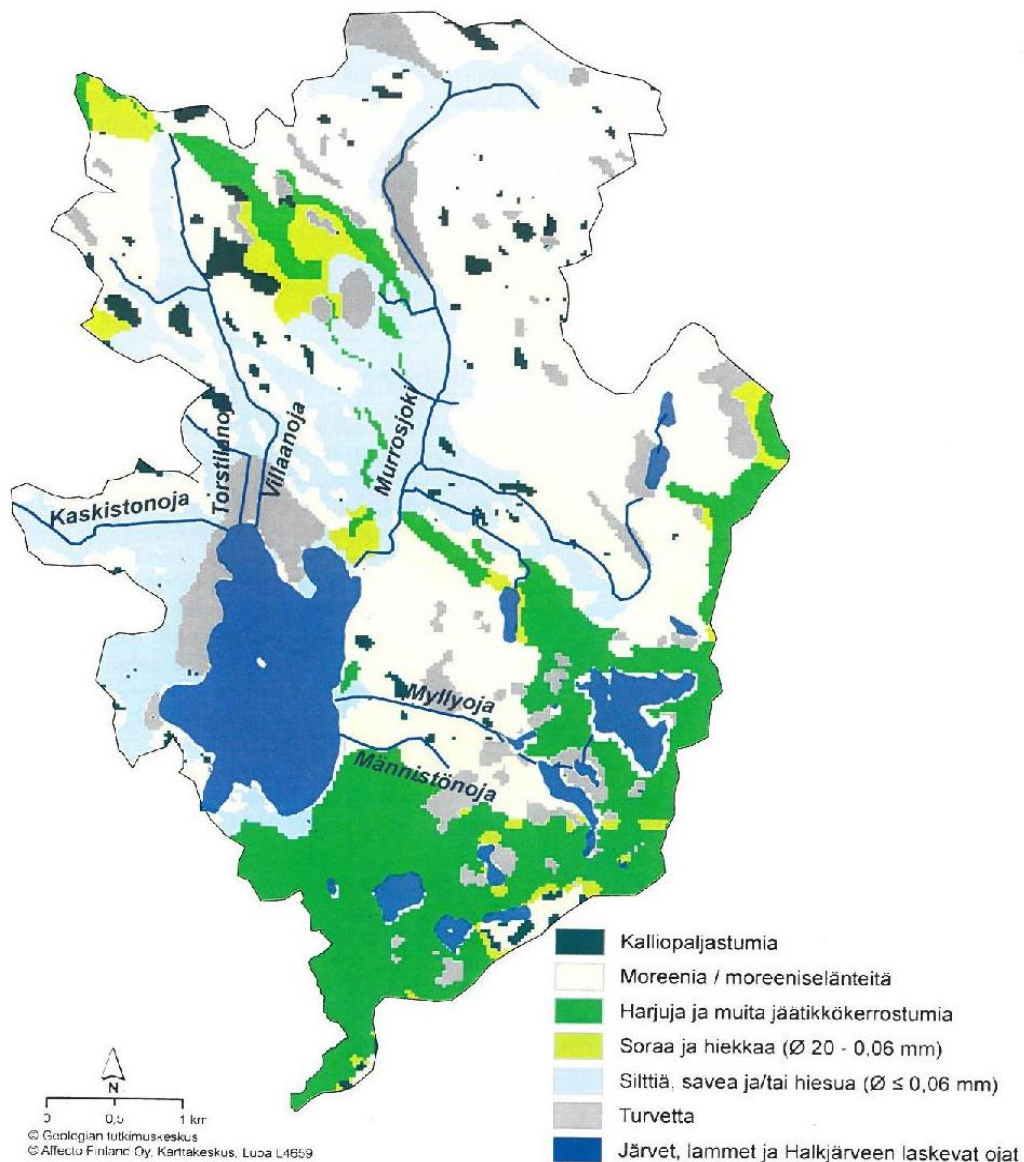 Kaskistonoja
Torstilanoja
Villaanoja
Murrosjoki
Myllyoja
Männistönoja
Kalliopaljastumia
Moreenia / moreeniselänteitä
Harjuja ja muita jäätikkökerrostumia
Soraa ja hiekkaa (Ø 20 - 0,06 mm)
Silttiä, savea ja/tai hiesua (Ø ≤ 0,06 mm)
Turvetta
Järvet, lammet ja Halkjärveen laskevat ojat
N
0 0,5 1 km
© Geologian tutkimuskeskus
© Affecto Finland Oy, Karttakeskus, Lupa L4659